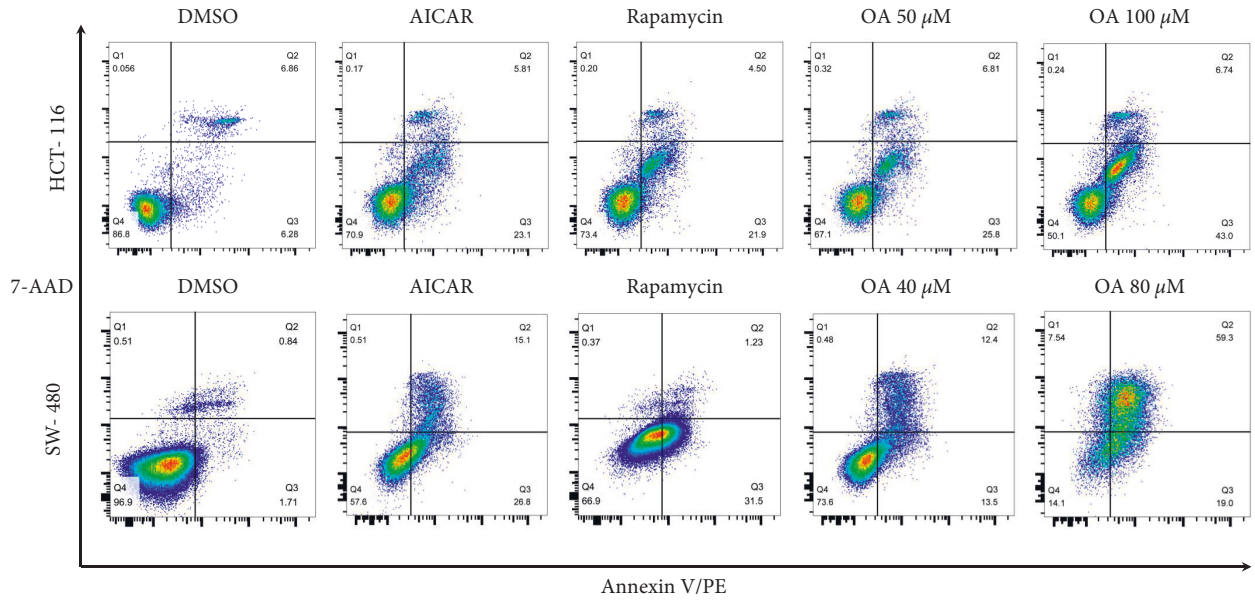 DMSO AICAR Rapamycin OA 50 μM OA 100 μM
HCT- 116
Q1 0.056 Q2 6.86 Q4 86.8 Q3 6.28
Q1 0.17 Q2 5.81 Q4 70.9 Q3 23.1
Q1 0.20 Q2 4.50 Q4 73.4 Q3 21.9
Q1 0.32 Q2 6.81 Q4 67.1 Q3 25.8
Q1 0.24 Q2 6.74 Q4 50.1 Q3 43.0
7-AAD
DMSO AICAR Rapamycin OA 40 μM OA 80 μM
SW- 480
Q1 0.51 Q2 0.84 Q4 96.9 Q3 1.71
Q1 0.51 Q2 15.1 Q4 57.6 Q3 26.8
Q1 0.37 Q2 1.23 Q4 66.9 Q3 31.5
Q1 0.48 Q2 12.4 Q4 73.6 Q3 13.5
Q1 7.54 Q2 59.3 Q4 14.1 Q3 19.0
Annexin V/PE